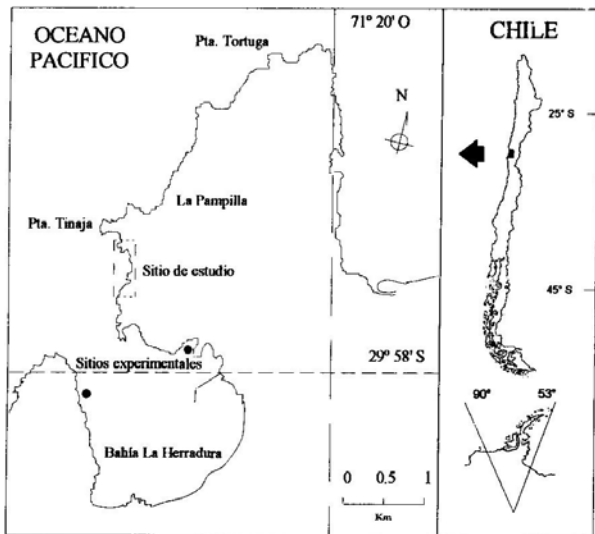 OCEANO
PACIFICO
Pta. Tortuga
71° 20' O
N
La Pampilla
Pta. Tinaja
Sitio de estudio
Sitios experimentales
29° 58' S
Bahía La Herradura
0 0.5 1
Km
CHILE
25° S
45° S
90° 53°